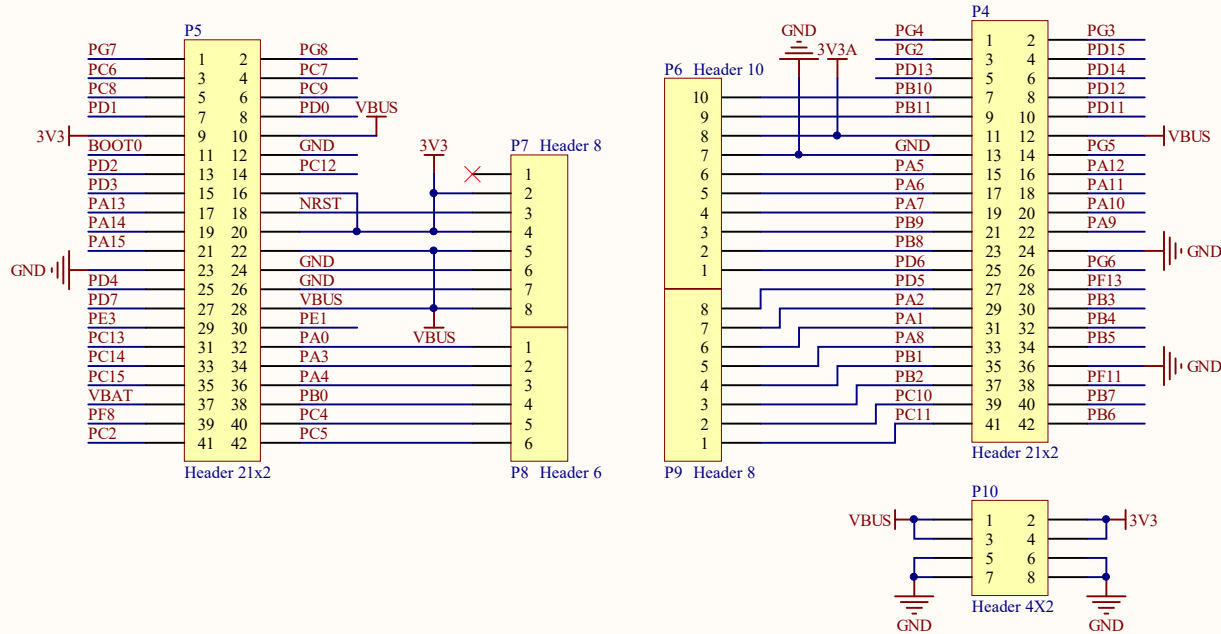 P5
PG7 1 2 PG8
PC6 3 4 PC7
PC8 5 6 PC9
PD1 7 8 PD0 VBUS
3V3 9 10
BOOT0 11 12 GND
PD2 13 14 PC12
PD3 15 16
PA13 17 18 NRST
PA14 19 20
PA15 21 22
GND 23 24 GND
PD4 25 26 GND
PD7 27 28 VBUS
PE3 29 30 PE1
PC13 31 32 PA0
PC14 33 34 PA3
PC15 35 36 PA4
VBAT 37 38 PB0
PF8 39 40 PC4
PC2 41 42 PC5
Header 21x2
3V3
VBUS
P7 Header 8
1
2
3
4
5
6
7
8
1
2
3
4
5
6
P8 Header 6
GND
3V3A
P6 Header 10
10
9
8
7
6
5
4
3
2
1
8
7
6
5
4
3
2
1
P9 Header 8
P4
PG4 1 2 PG3
PG2 3 4 PD15
PD13 5 6 PD14
PB10 7 8 PD12
PB11 9 10 PD11
11 12 VBUS
GND 13 14 PG5
PA5 15 16 PA12
PA6 17 18 PA11
PA7 19 20 PA10
PB9 21 22 PA9
PB8 23 24 GND
PD6 25 26 PG6
PD5 27 28 PF13
PA2 29 30 PB3
PA1 31 32 PB4
PA8 33 34 PB5
PB1 35 36 GND
PB2 37 38 PF11
PC10 39 40 PB7
PC11 41 42 PB6
Header 21x2
P10
VBUS 1 2 3V3
3 4
5 6
7 8
GND Header 4X2 GND